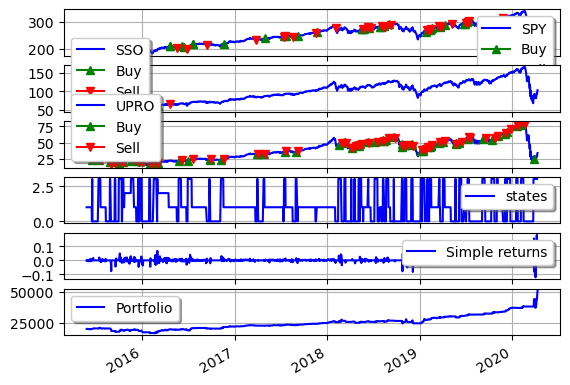 300
200
SPY
Buy
SSO
Buy
Sell
150
100
50
UPRO
Buy
Sell
75
50
25
2.5
0.0
states
0.1
0.0
−0.1
Simple returns
50000
25000
Portfolio
2016
2017
2018
2019
2020